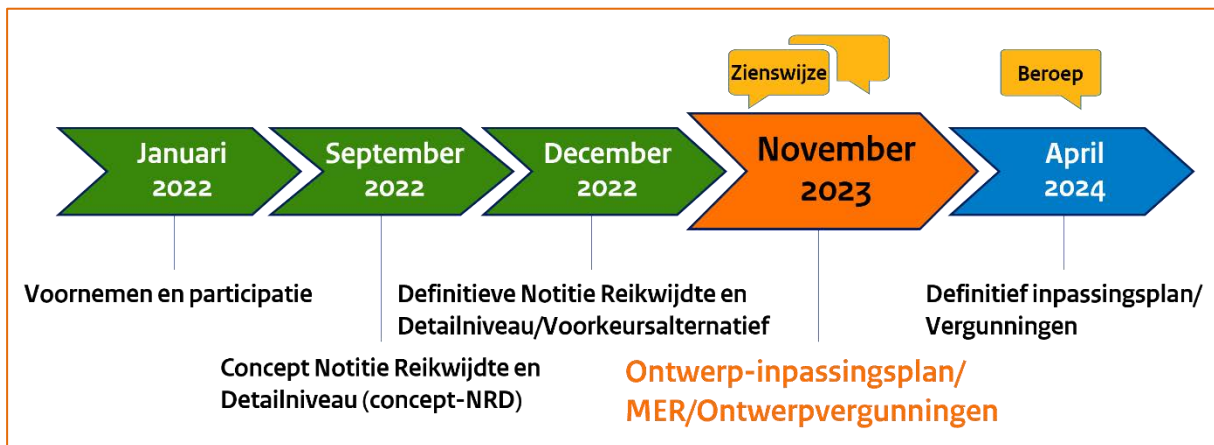 Zienswijze
Beroep
Januari
2022
September
2022
December
2022
November
2023
April
2024
Voornemen en participatie
Concept Notitie Reikwijdte en
Detailniveau (concept-NRD)
Definitieve Notitie Reikwijdte en
Detailniveau/Voorkeursalternatief
Ontwerp-inpassingsplan/
MER/Ontwerpvergunningen
Definitief inpassingsplan/
Vergunningen